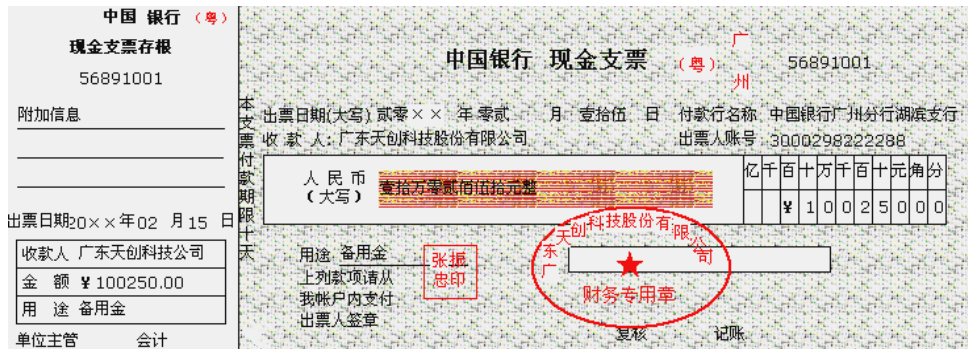 中国 银行 (粤)
现金支票存根
56891001
附加信息
出票日期20××年02 月15 日
收款人 广东天创科技公司
金 额 ¥100250.00
用 途 备用金
单位主管 会计
本支票付款期限十天
中国银行 现金支票 (粤) 广州 56891001
出票日期(大写) 贰零×× 年 零贰 月 壹拾伍 日 付款行名称 中国银行广州分行湖滨支行
收 款 人: 广东天创科技股份有限公司 出票人账号 3000298222288
人 民 币
(大写) 壹拾万零贰佰伍拾元整
亿千百十万千百十元角分
¥10025000
用途 备用金
上列款项请从
我帐户内支付
出票人签章
张振
忠印
广东天创科技股份有限公司
财务专用章
复核 记账